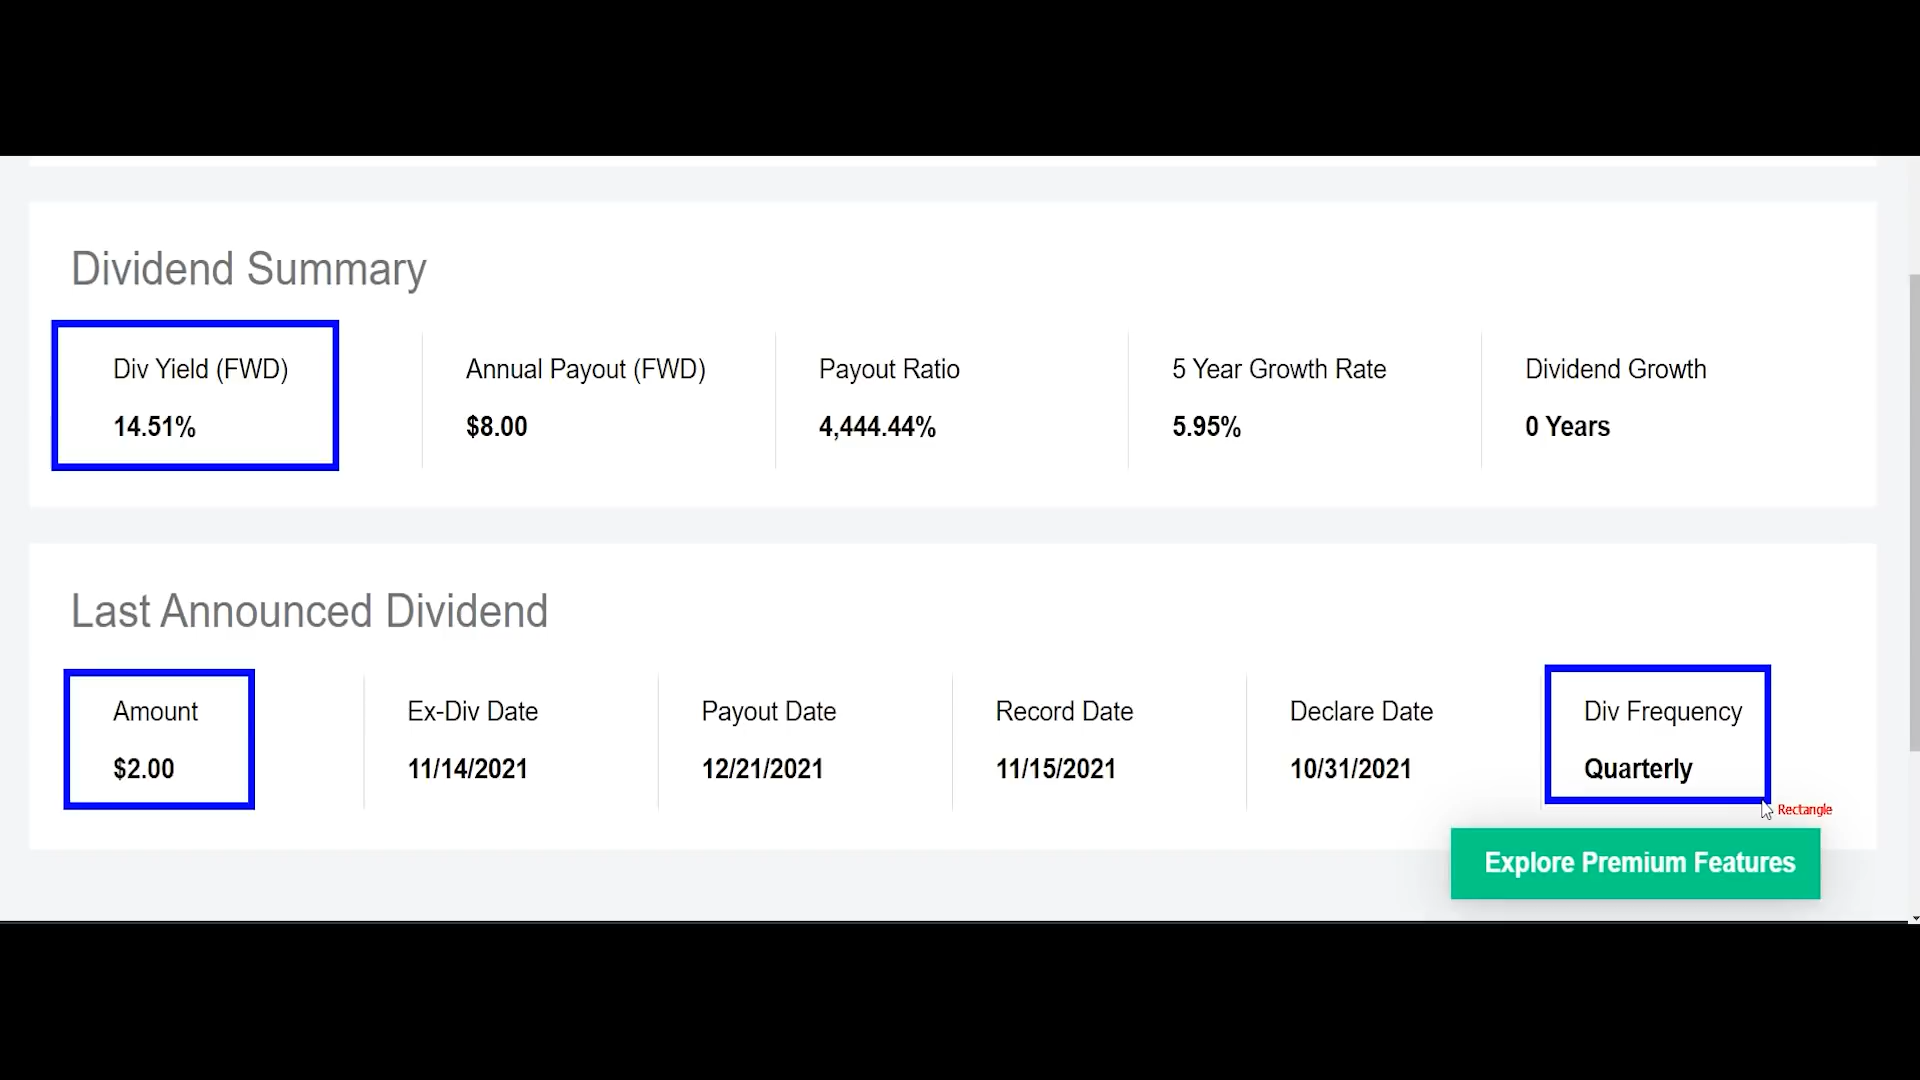 Dividend Summary
Div Yield (FWD) Annual Payout (FWD) Payout Ratio 5 Year Growth Rate Dividend Growth
14.51% $8.00 4,444.44% 5.95% 0 Years
Last Announced Dividend
Amount Ex-Div Date Payout Date Record Date Declare Date Div Frequency
$2.00 11/14/2021 12/21/2021 11/15/2021 10/31/2021 Quarterly
Rectangle
Explore Premium Features